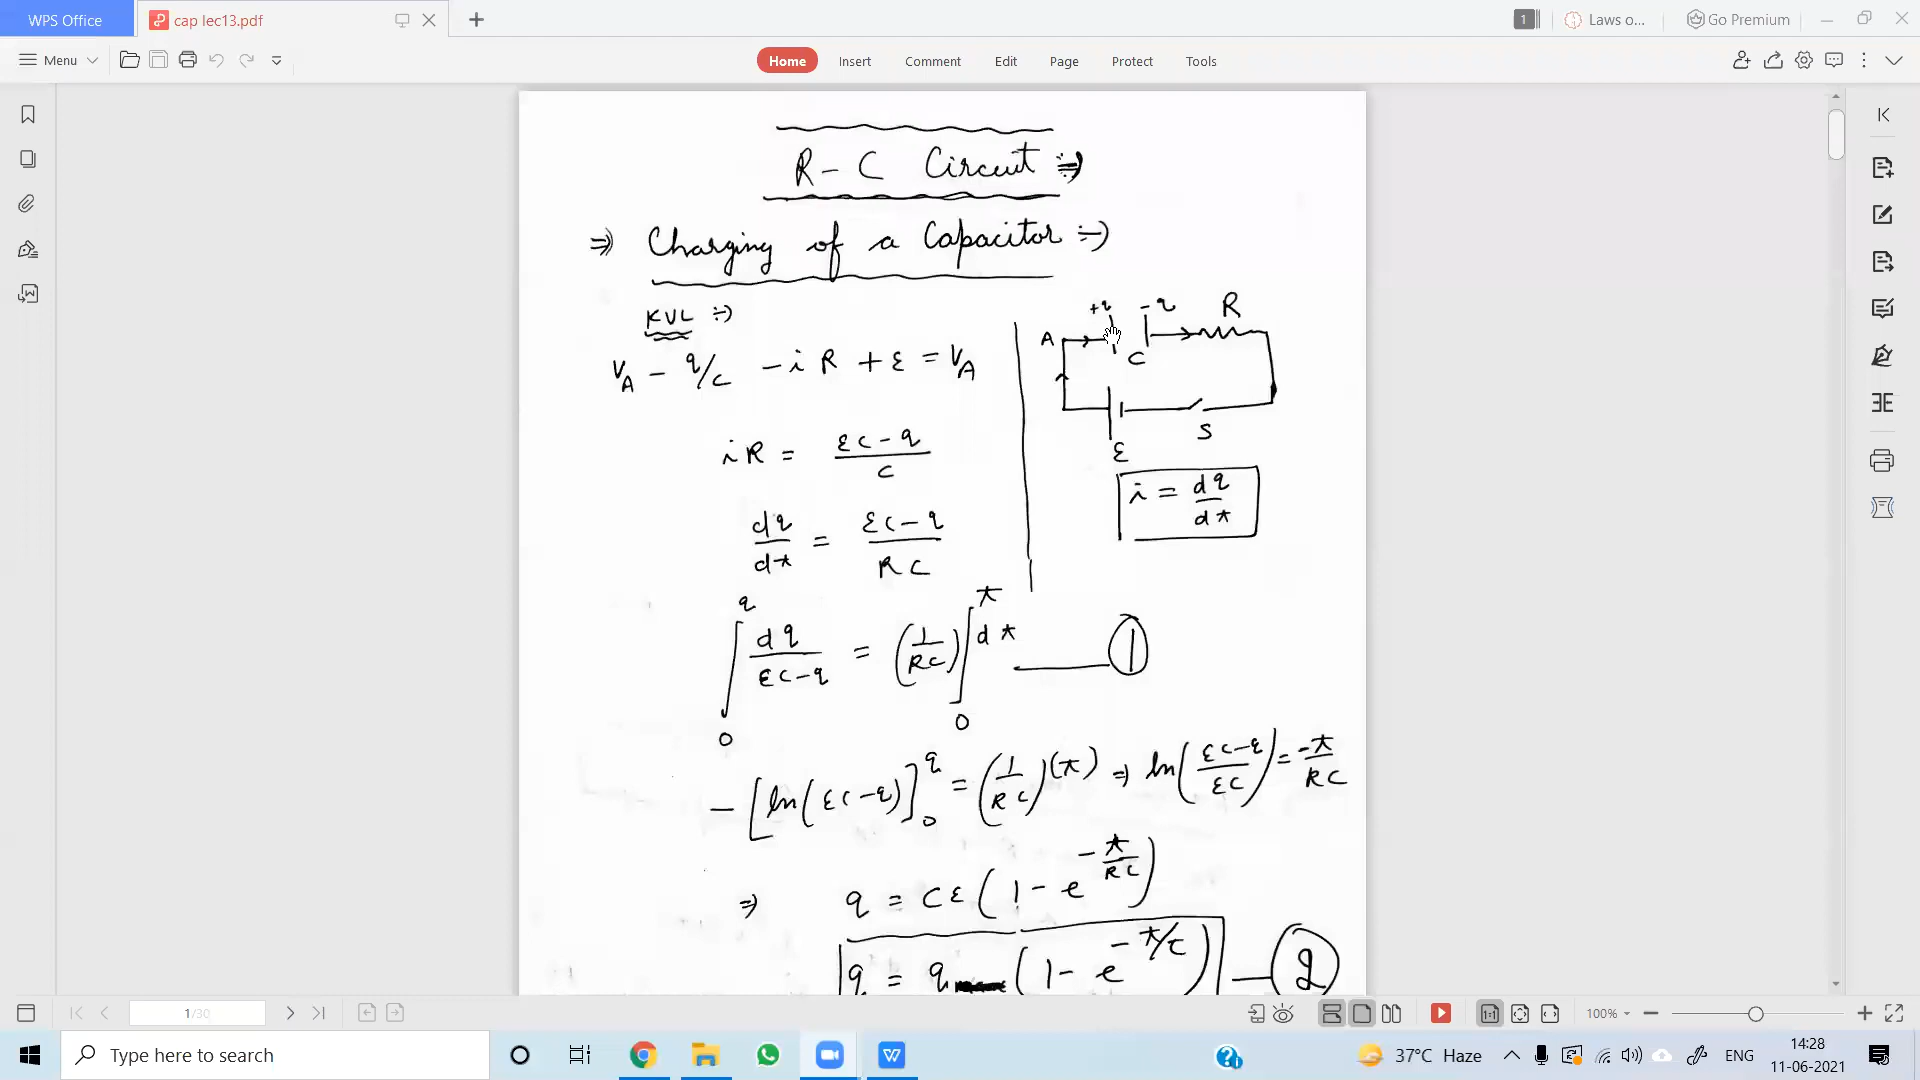 WPS Office
cap lec13.pdf
1
Laws o...
Go Premium
Menu
Home Insert Comment Edit Page Protect Tools
R - C Circuit ⇒
⇒ Charging of a Capacitor ÷)
KVL ÷)
V_A - q/c - iR + ε = V_A
+q -q R
A
C
ε
S
i = dq/dt
iR = (εc - q)/c
dq/dt = (εc - q)/RC
∫₀^q dq/(εc - q) = (1/RC) ∫₀^t dt —— ①
- [ln(εc - q)]₀^q = (1/RC)(t) ⇒ ln((εc - q)/εc) = -t/RC
⇒ q = cε(1 - e^(-t/RC))
q = q (1 - e^(-t/τ)) — ②
1/30
1:1
100%
Type here to search
37°C Haze
ENG
14:28
11-06-2021